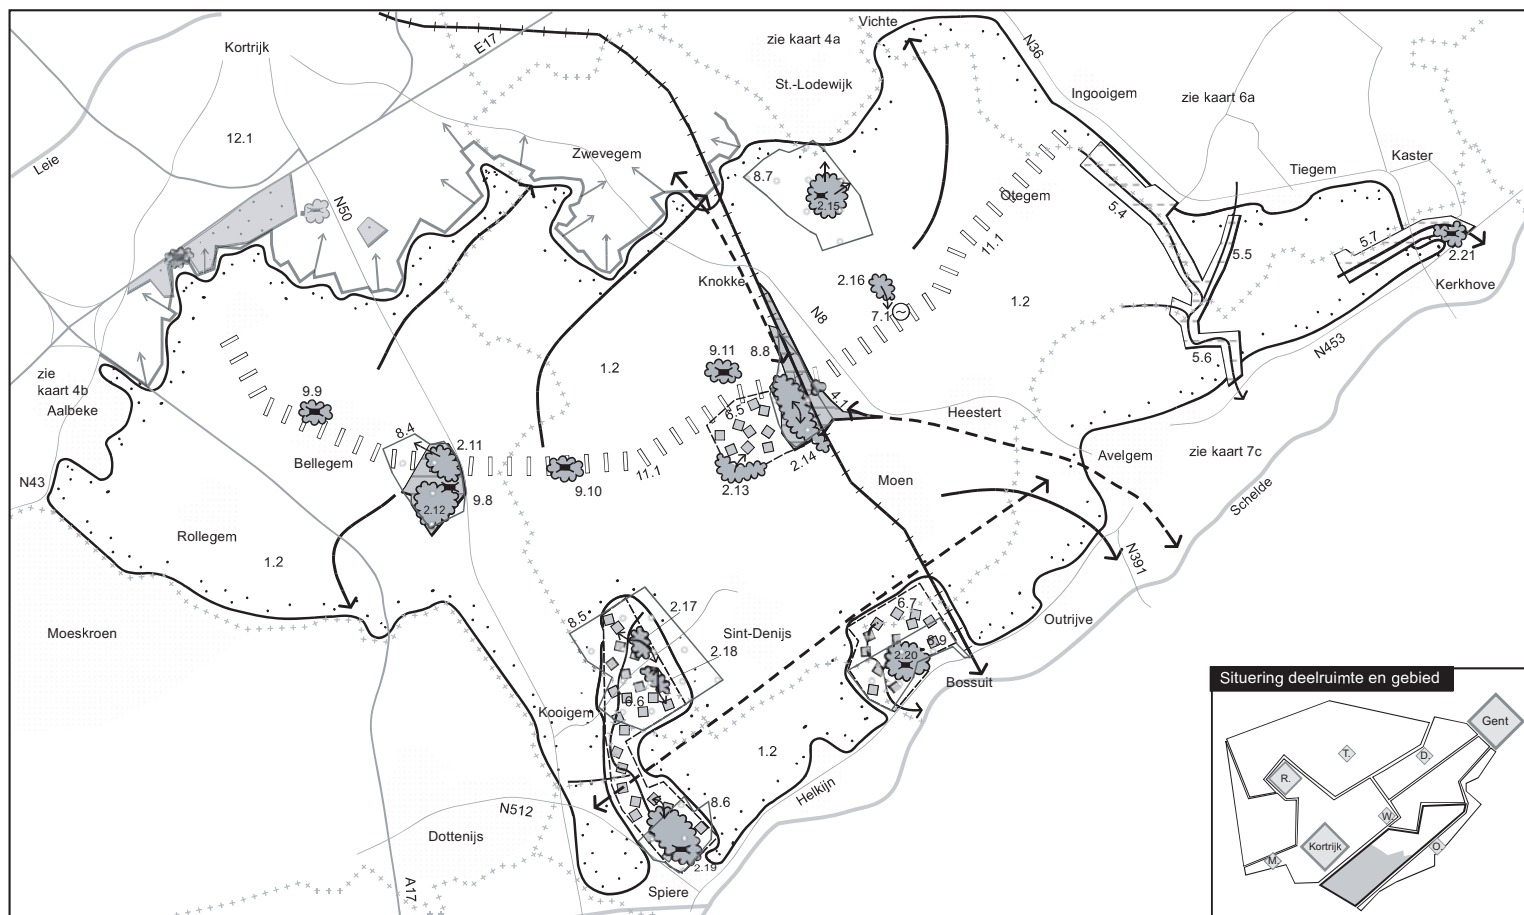 Vichte
zie kaart 4a
E17
N36
Kortrijk
St.-Lodewijk
Ingooigem
zie kaart 6a
12.1
Leie
Zwevegem
Kaster
Tiegem
8.7
2.15
Otegem
5.4
N50
11.1
5.5
5.7
2.21
Knokke
2.16
Kerkhove
7.1
N8
1.2
9.11
8.8
5.6
N453
zie
kaart 4b
Aalbeke
1.2
9.9
4.1
6.5
Heestert
8.4
2.11
Bellegem
2.14
Avelgem
zie kaart 7c
N43
11.1
9.10
2.13
Moen
9.8
2.12
Schelde
Rollegem
1.2
N391
6.7
2.17
8.5
Outrijve
Moeskroen
Sint-Denijs
2.18
2.20
Bossuit
Situering deelruimte en gebied
6.6
Kooigem
Gent
1.2
T.
D.
R.
Helkijn
8.6
N512
W.
Dottenijs
Kortrijk
O.
M.
2.19
A17
Spiere